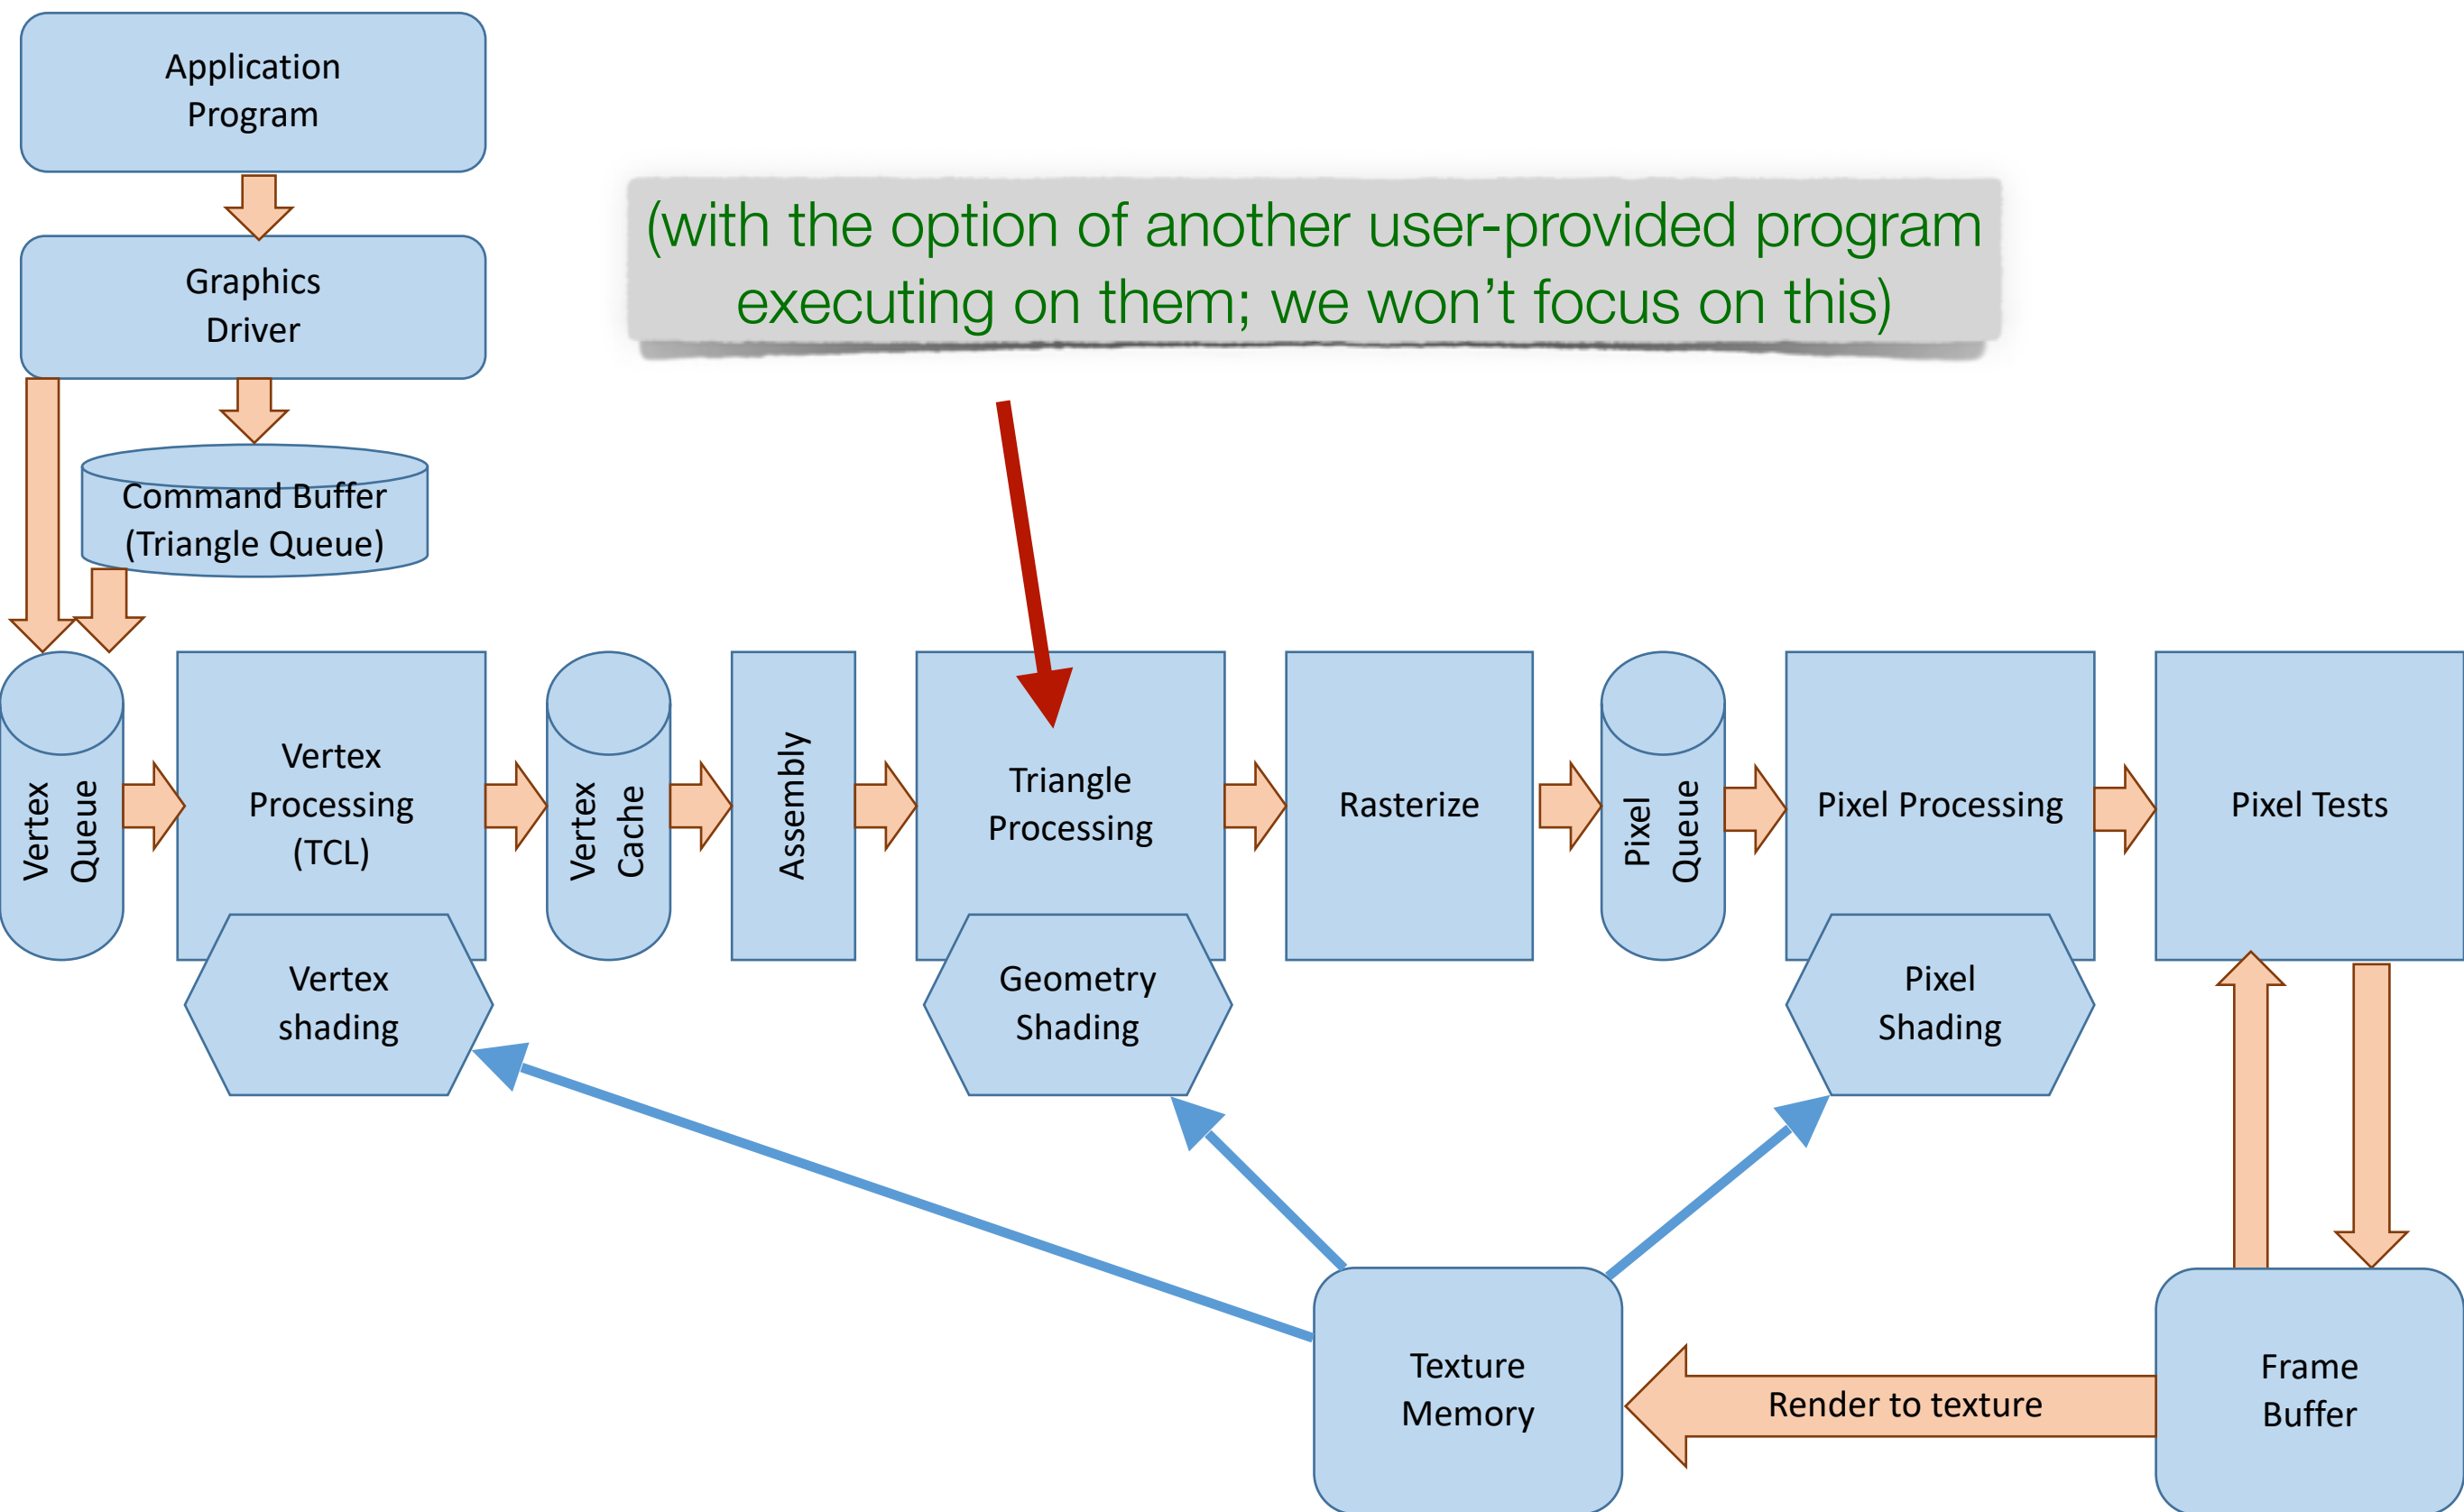 Application
Program
(with the option of another user-provided program
executing on them; we won’t focus on this)
Graphics
Driver
Command Buffer
(Triangle Queue)
Vertex
Queue
Vertex
Processing
(TCL)
Vertex
Cache
Assembly
Triangle
Processing
Rasterize
Pixel
Queue
Pixel Processing
Pixel Tests
Vertex
shading
Geometry
Shading
Pixel
Shading
Texture
Memory
Render to texture
Frame
Buffer